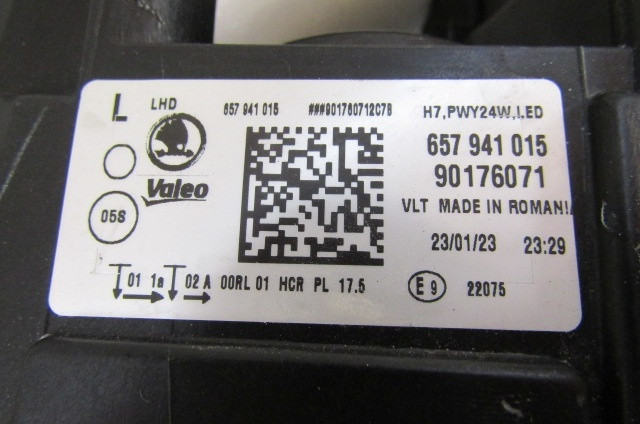 L LHD 657 941 015 ###901760712C78 H7,PWY24W,LED
657 941 015
Valeo 90176071
05S VLT MADE IN ROMANIA
23/01/23 23:29
01 1a 02 A 00RL 01 HCR PL 17.5 E9 22075